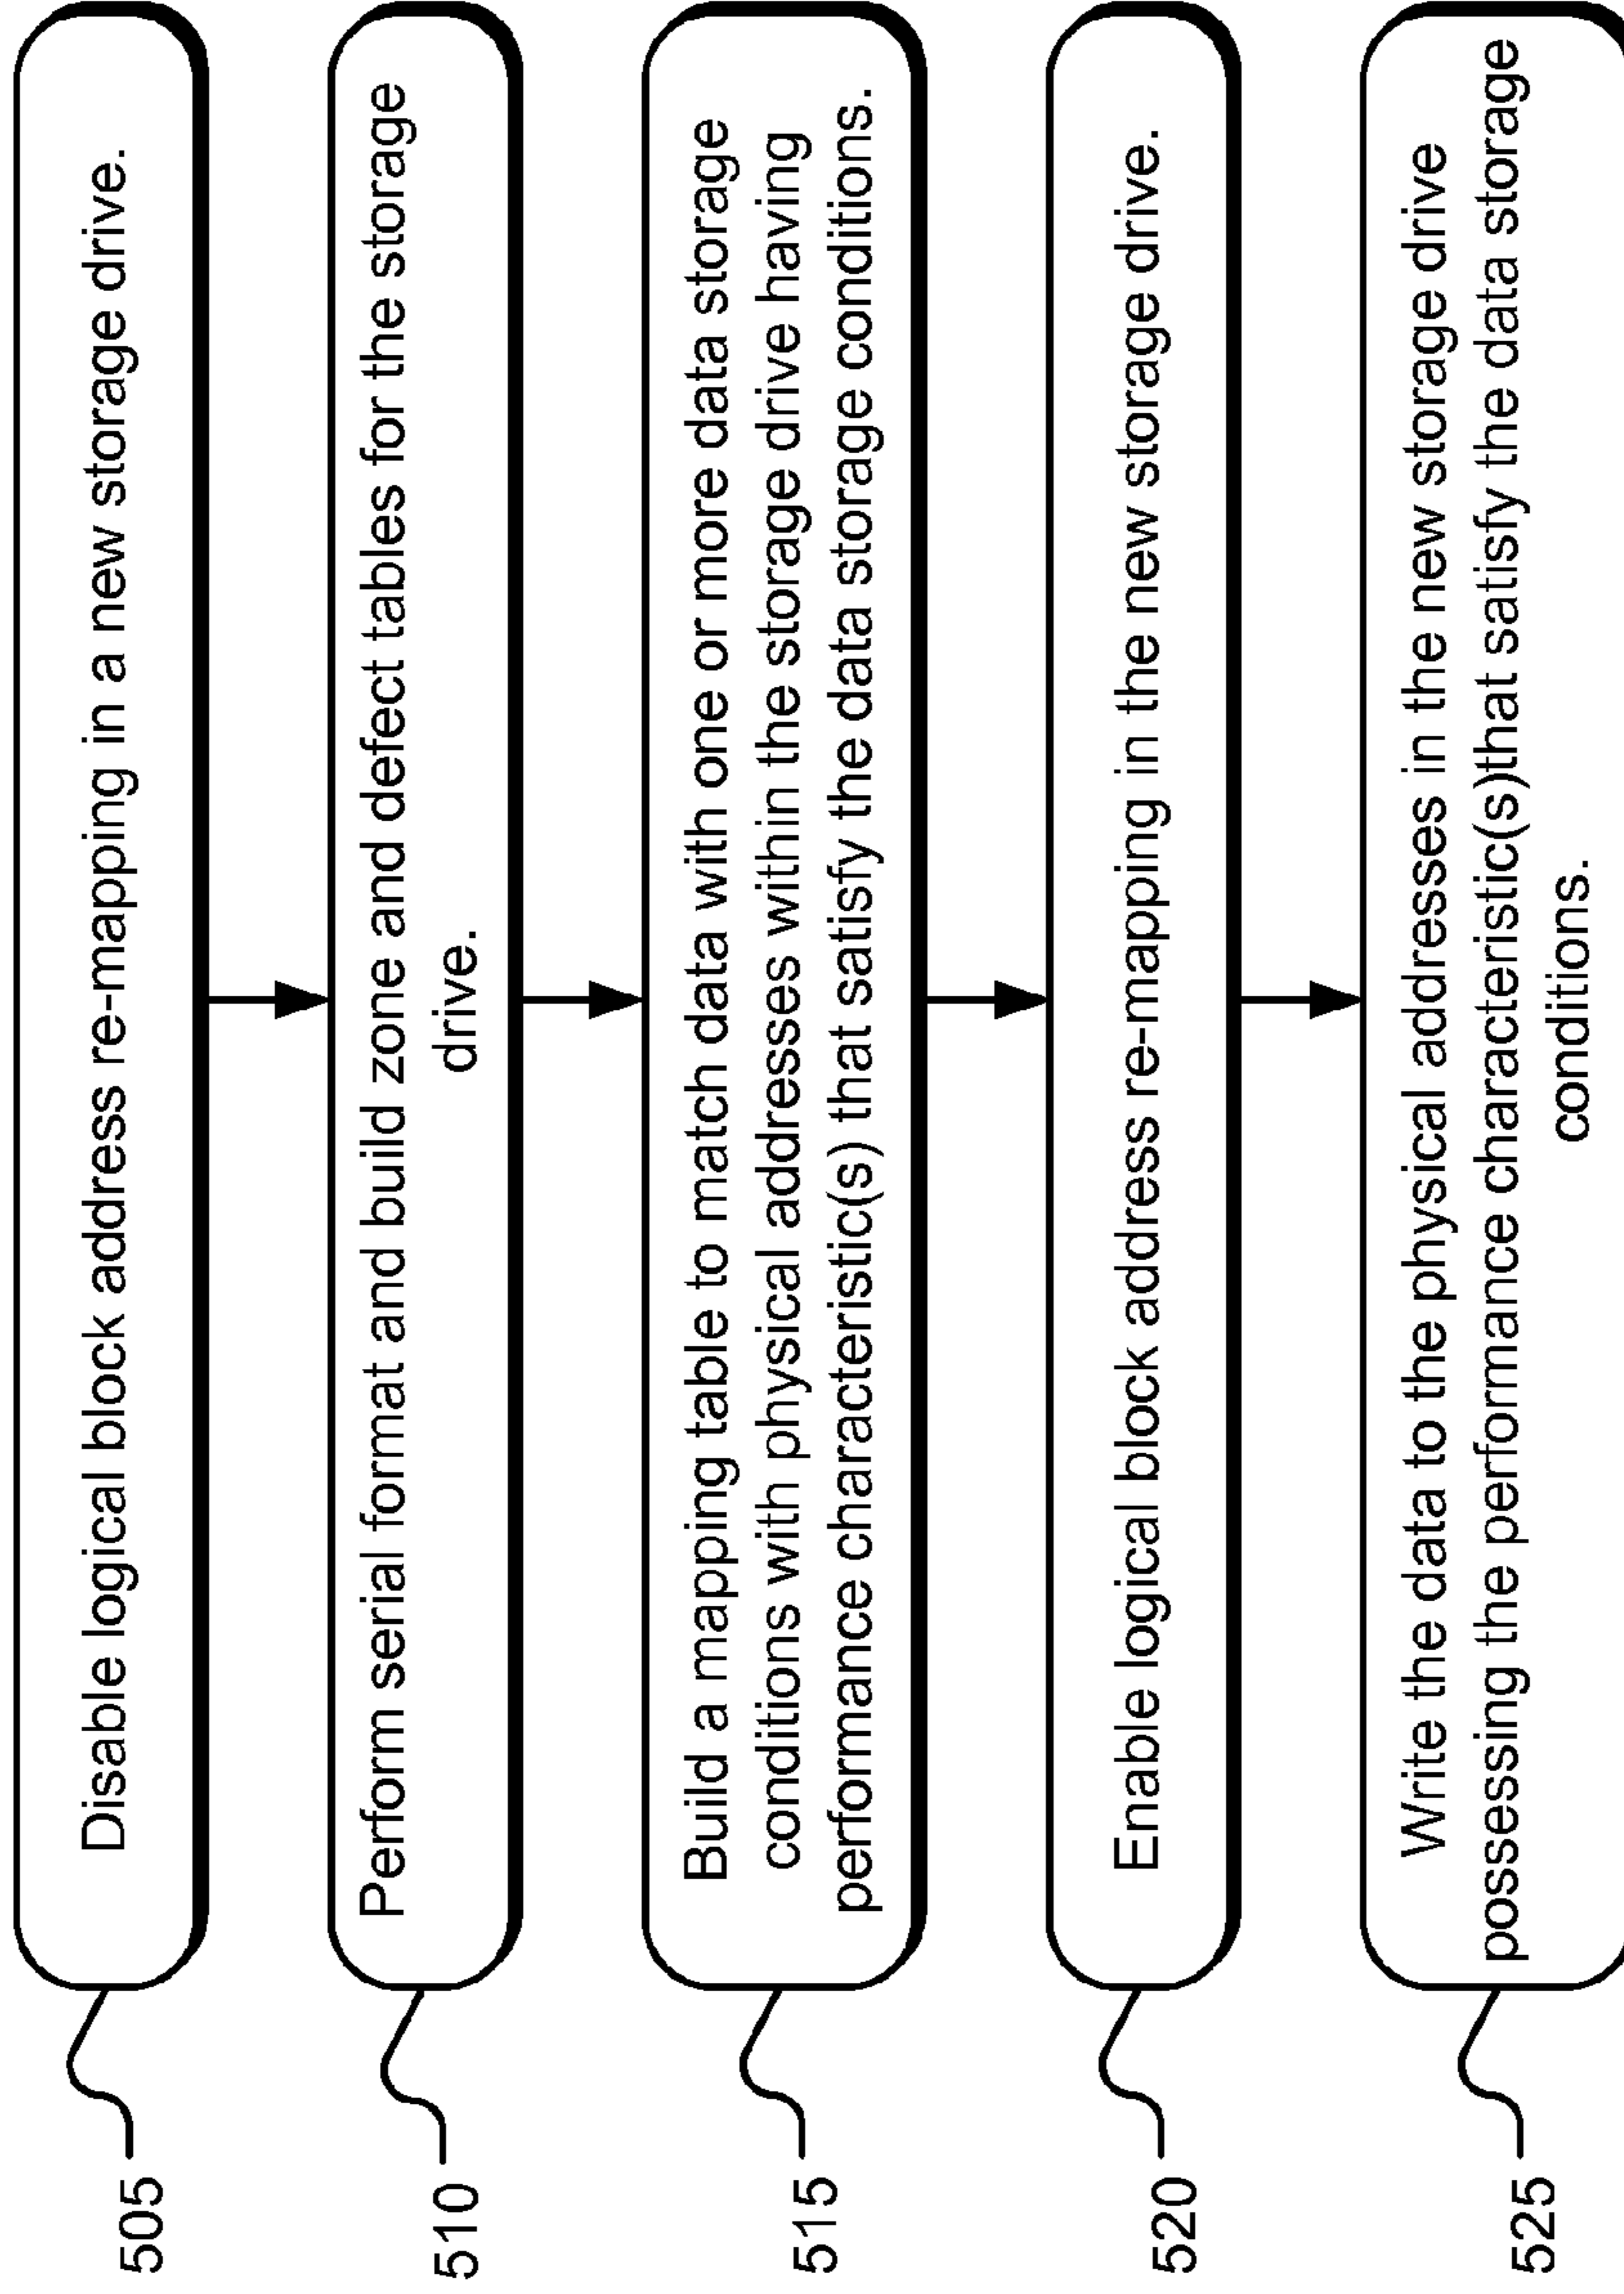 505
Disable logical block address re-mapping in a new storage drive.
510
Perform serial format and build zone and defect tables for the storage
drive.
515
Build a mapping table to match data with one or more data storage
conditions with physical addresses within the storage drive having
performance characteristic(s) that satisfy the data storage conditions.
520
Enable logical block address re-mapping in the new storage drive.
525
Write the data to the physical addresses in the new storage drive
possessing the performance characteristic(s)that satisfy the data storage
conditions.